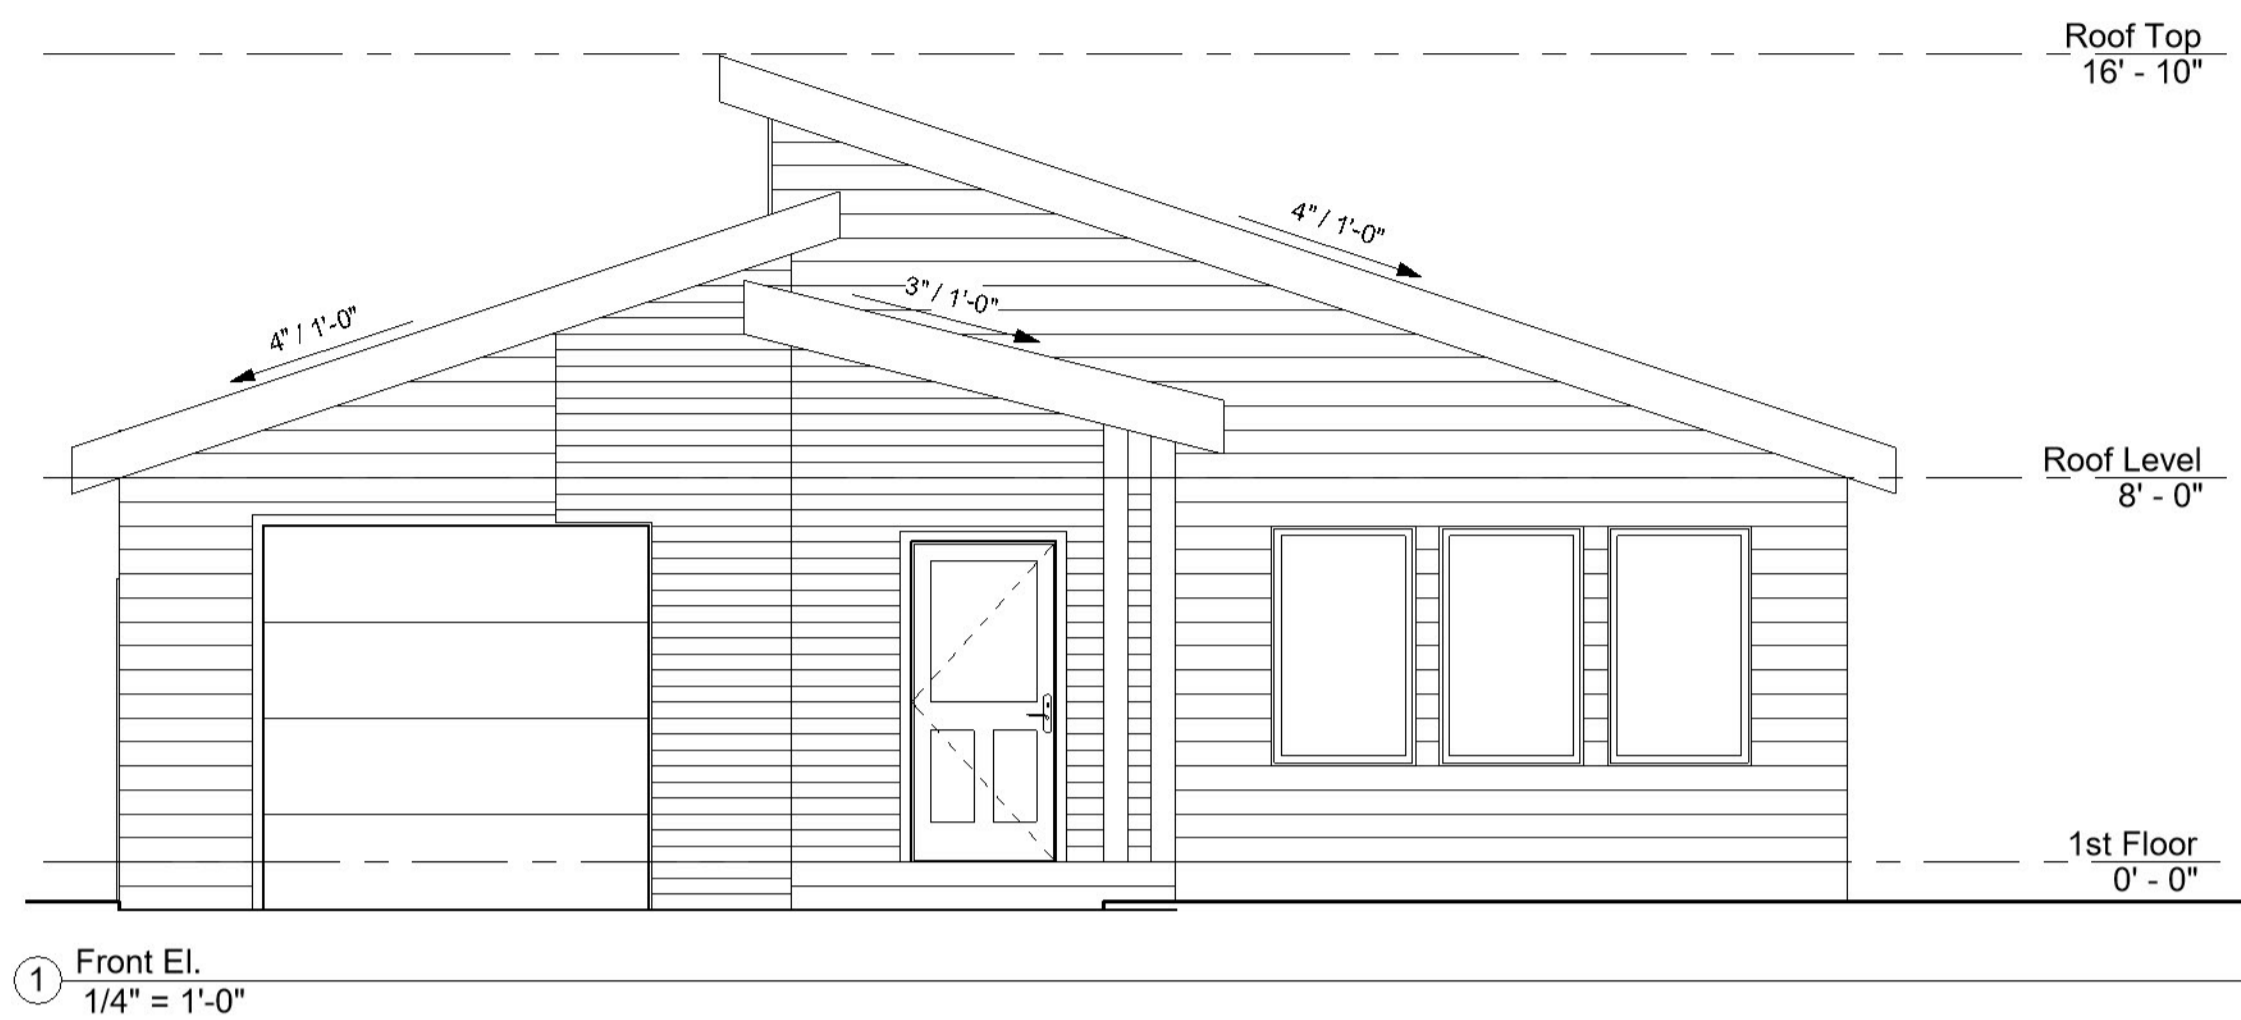 Roof Top
16' - 10"
4" / 1'-0"
3" / 1'-0"
4" / 1'-0"
Roof Level
8' - 0"
1st Floor
0' - 0"
1
Front El.
1/4" = 1'-0"